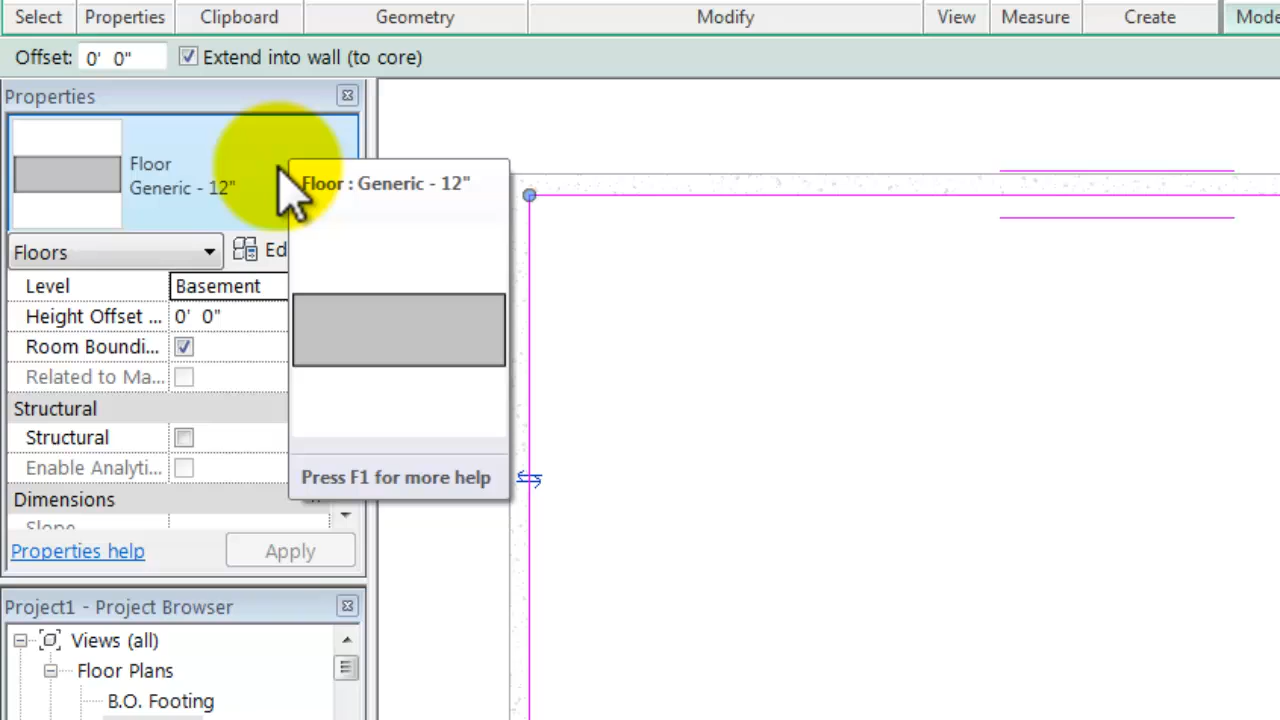 Select Properties Clipboard Geometry Modify View Measure Create Mode
Offset: 0' 0" Extend into wall (to core)
Properties
Floor
Generic - 12"
Floor : Generic - 12"
Floors Ed
Level Basement
Height Offset ... 0' 0"
Room Boundi...
Related to Ma...
Structural
Structural
Enable Analyti...
Press F1 for more help
Dimensions
Slope
Properties help Apply
Project1 - Project Browser
Views (all)
Floor Plans
B.O. Footing